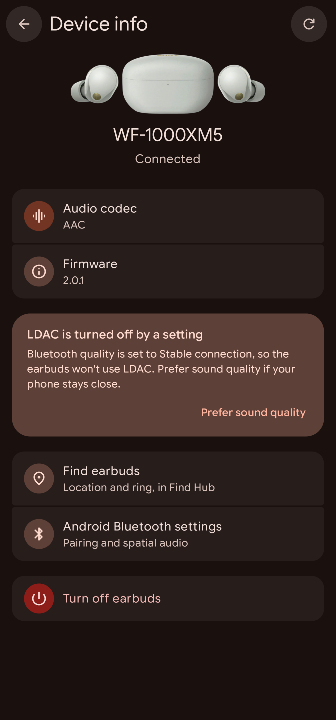 Device info
WF-1000XM5
Connected
Audio codec
AAC
Firmware
2.0.1
LDAC is turned off by a setting
Bluetooth quality is set to Stable connection, so the
earbuds won't use LDAC. Prefer sound quality if your
phone stays close.
Prefer sound quality
Find earbuds
Location and ring, in Find Hub
Android Bluetooth settings
Pairing and spatial audio
Turn off earbuds